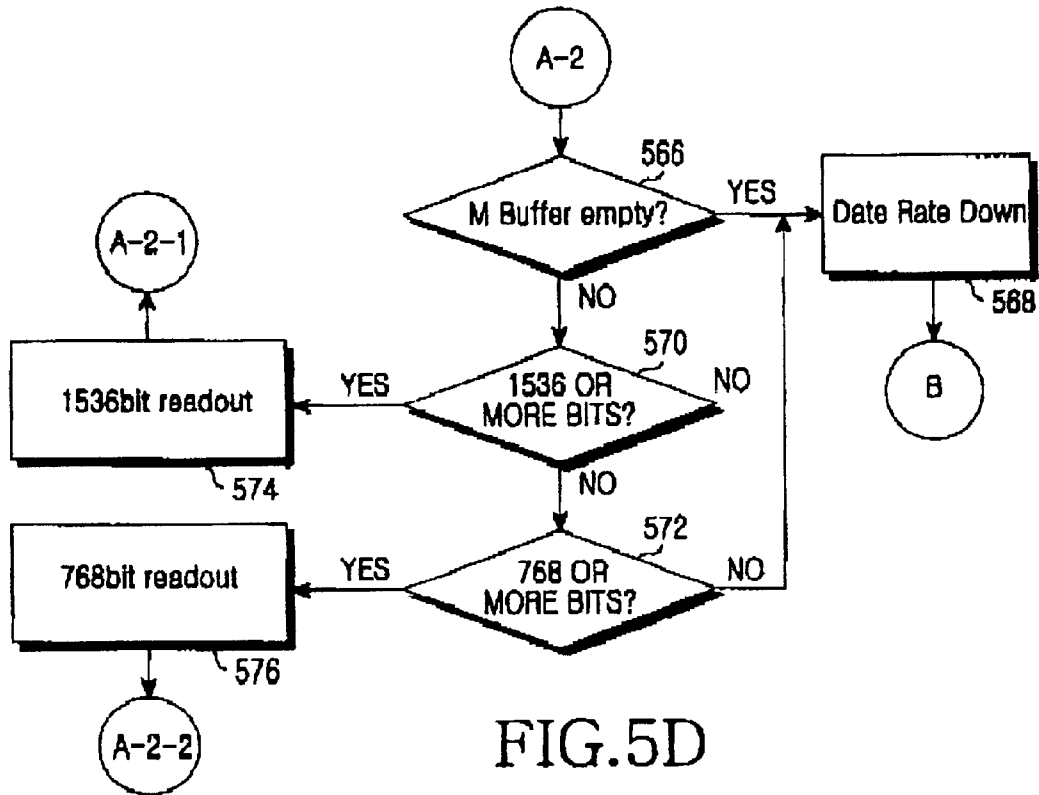 A-2
566
M Buffer empty?
YES
Date Rate Down
568
A-2-1
NO
570
1536 OR
MORE BITS?
YES
NO
1536bit readout
574
B
NO
572
768 OR
MORE BITS?
YES
NO
768bit readout
576
A-2-2
FIG.5D